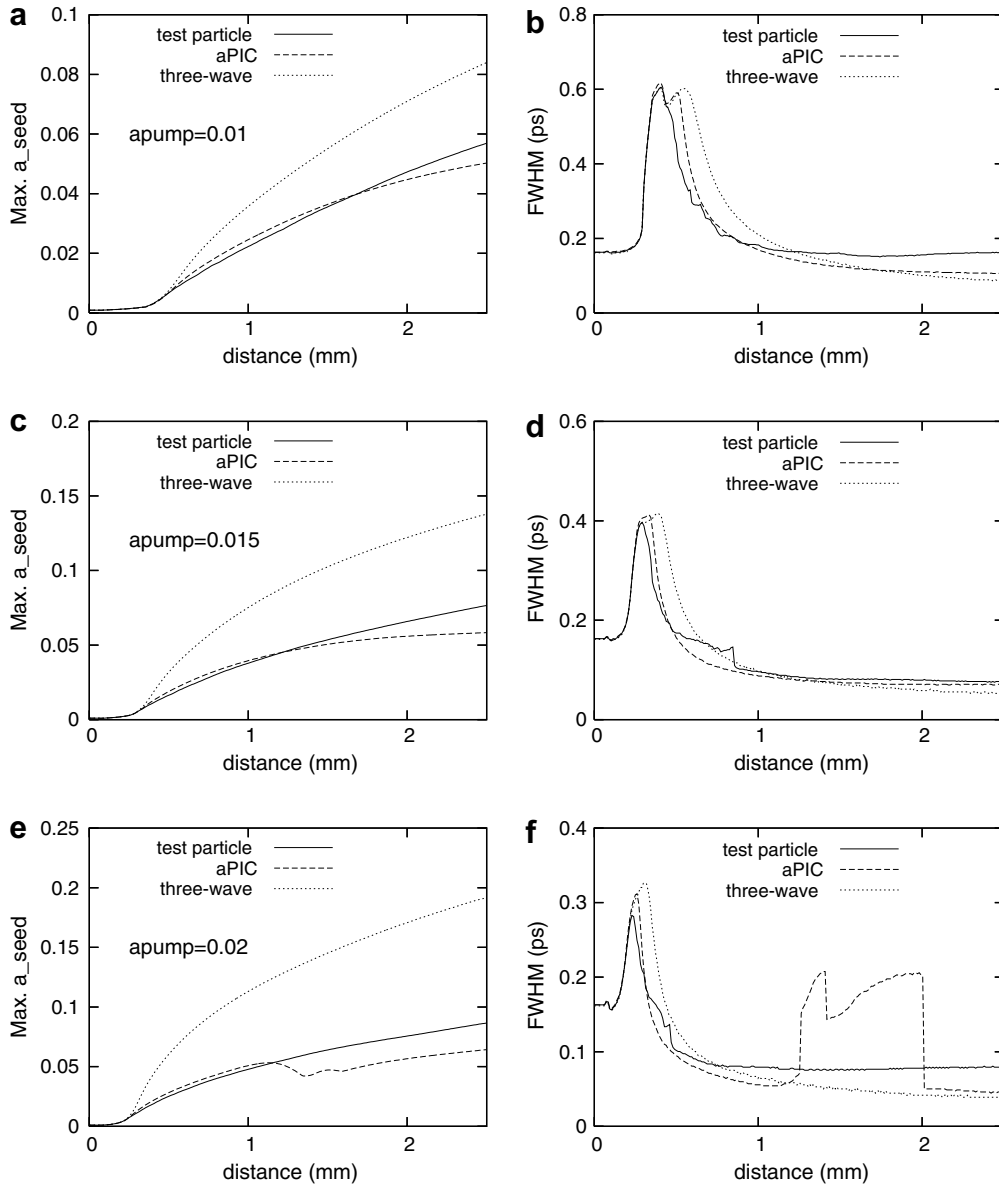 a
Max. a_seed
0.1
0.08
0.06
0.04
0.02
0
test particle
aPIC
three-wave
apump=0.01
0 1 2
distance (mm)
b
FWHM (ps)
0.8
0.6
0.4
0.2
0
test particle
aPIC
three-wave
0 1 2
distance (mm)
c
Max. a_seed
0.2
0.15
0.1
0.05
0
test particle
aPIC
three-wave
apump=0.015
0 1 2
distance (mm)
d
FWHM (ps)
0.6
0.4
0.2
0
test particle
aPIC
three-wave
0 1 2
distance (mm)
e
Max. a_seed
0.25
0.2
0.15
0.1
0.05
0
test particle
aPIC
three-wave
apump=0.02
0 1 2
distance (mm)
f
FWHM (ps)
0.4
0.3
0.2
0.1
0
test particle
aPIC
three-wave
0 1 2
distance (mm)